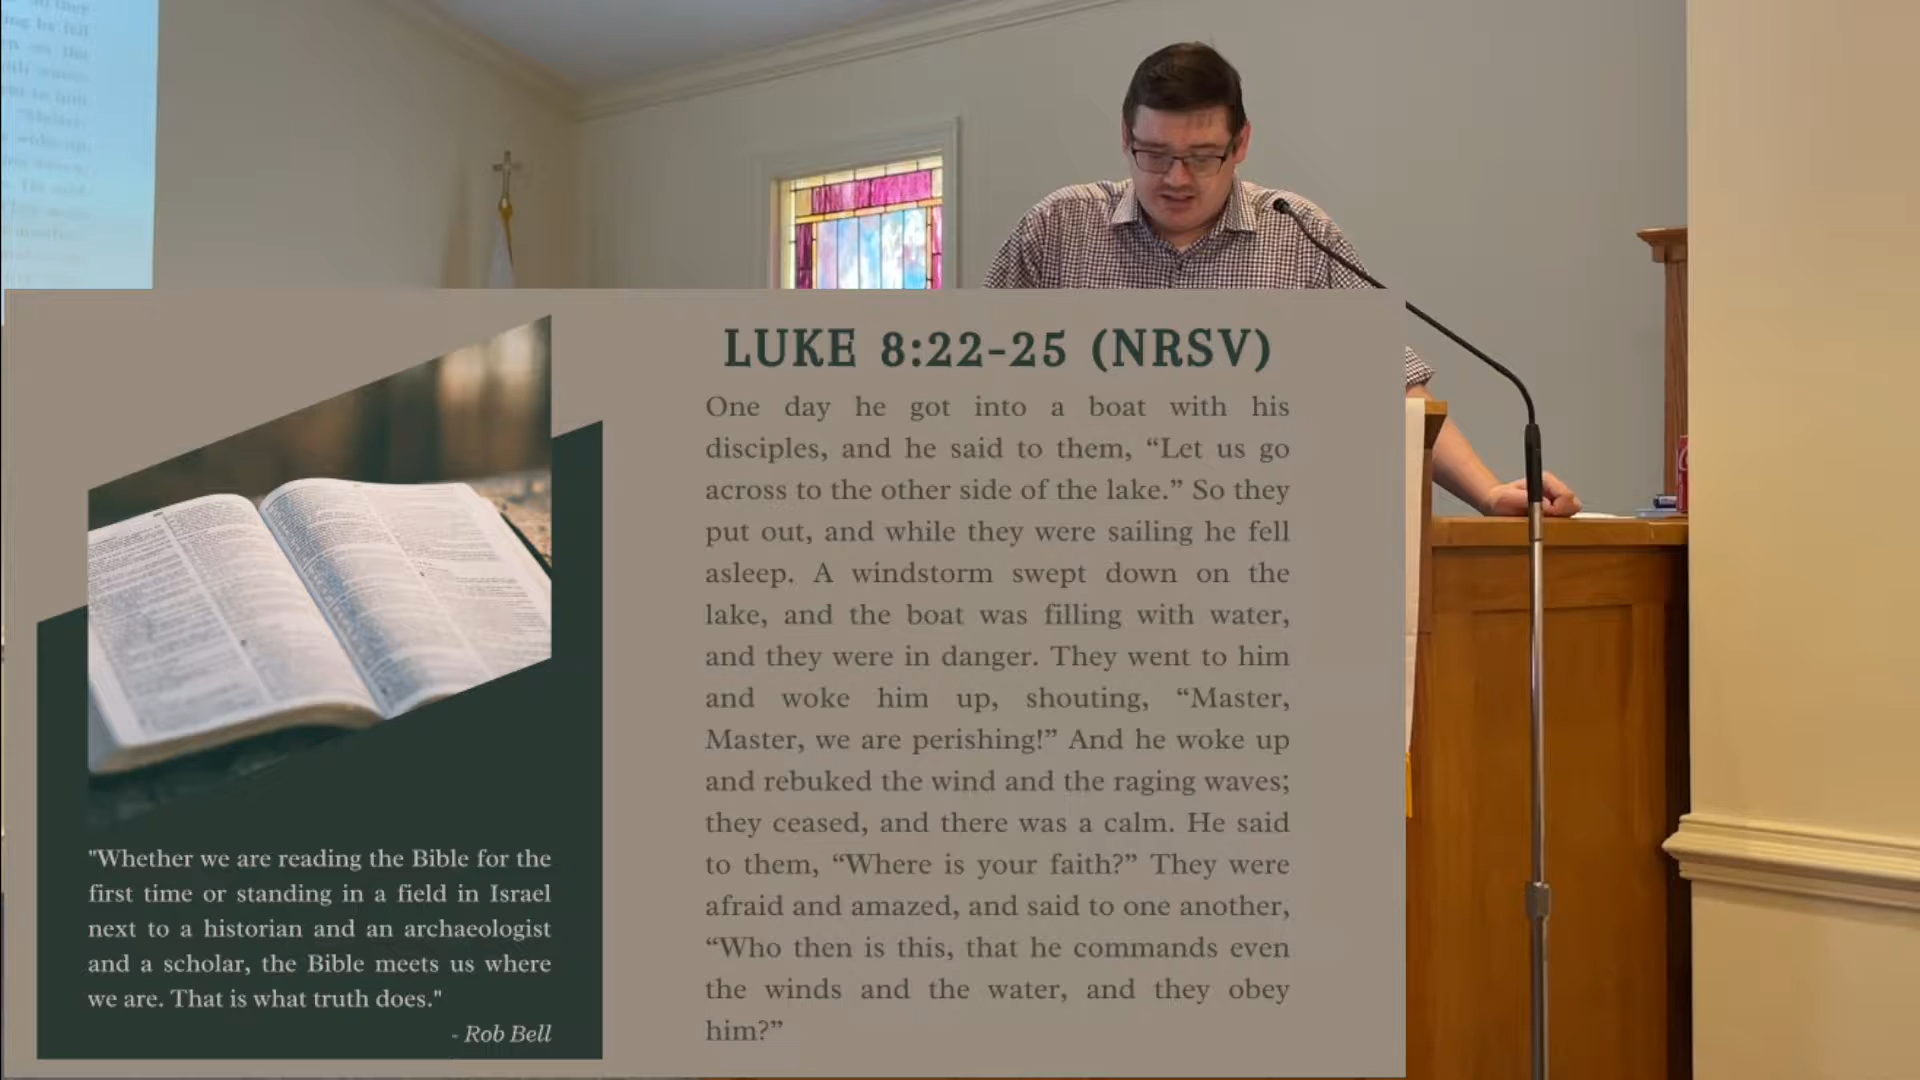 LUKE 8:22-25 (NRSV)
One day he got into a boat with his
disciples, and he said to them, “Let us go
across to the other side of the lake.” So they
put out, and while they were sailing he fell
asleep. A windstorm swept down on the
lake, and the boat was filling with water,
and they were in danger. They went to him
and woke him up, shouting, “Master,
Master, we are perishing!” And he woke up
and rebuked the wind and the raging waves;
they ceased, and there was a calm. He said
to them, “Where is your faith?” They were
afraid and amazed, and said to one another,
“Who then is this, that he commands even
the winds and the water, and they obey
him?”
"Whether we are reading the Bible for the
first time or standing in a field in Israel
next to a historian and an archaeologist
and a scholar, the Bible meets us where
we are. That is what truth does."
- Rob Bell